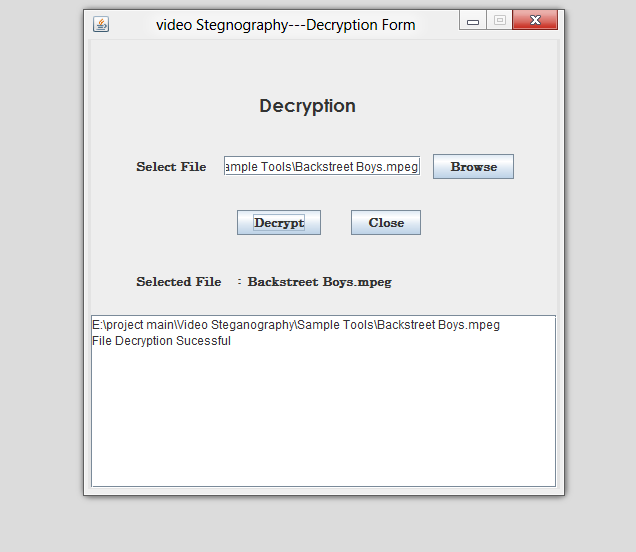 video Stegnography---Decryption Form
Decryption
Select File ample Tools\Backstreet Boys.mpeg Browse
Decrypt Close
Selected File : Backstreet Boys.mpeg
E:\project main\Video Steganography\Sample Tools\Backstreet Boys.mpeg
File Decryption Sucessful